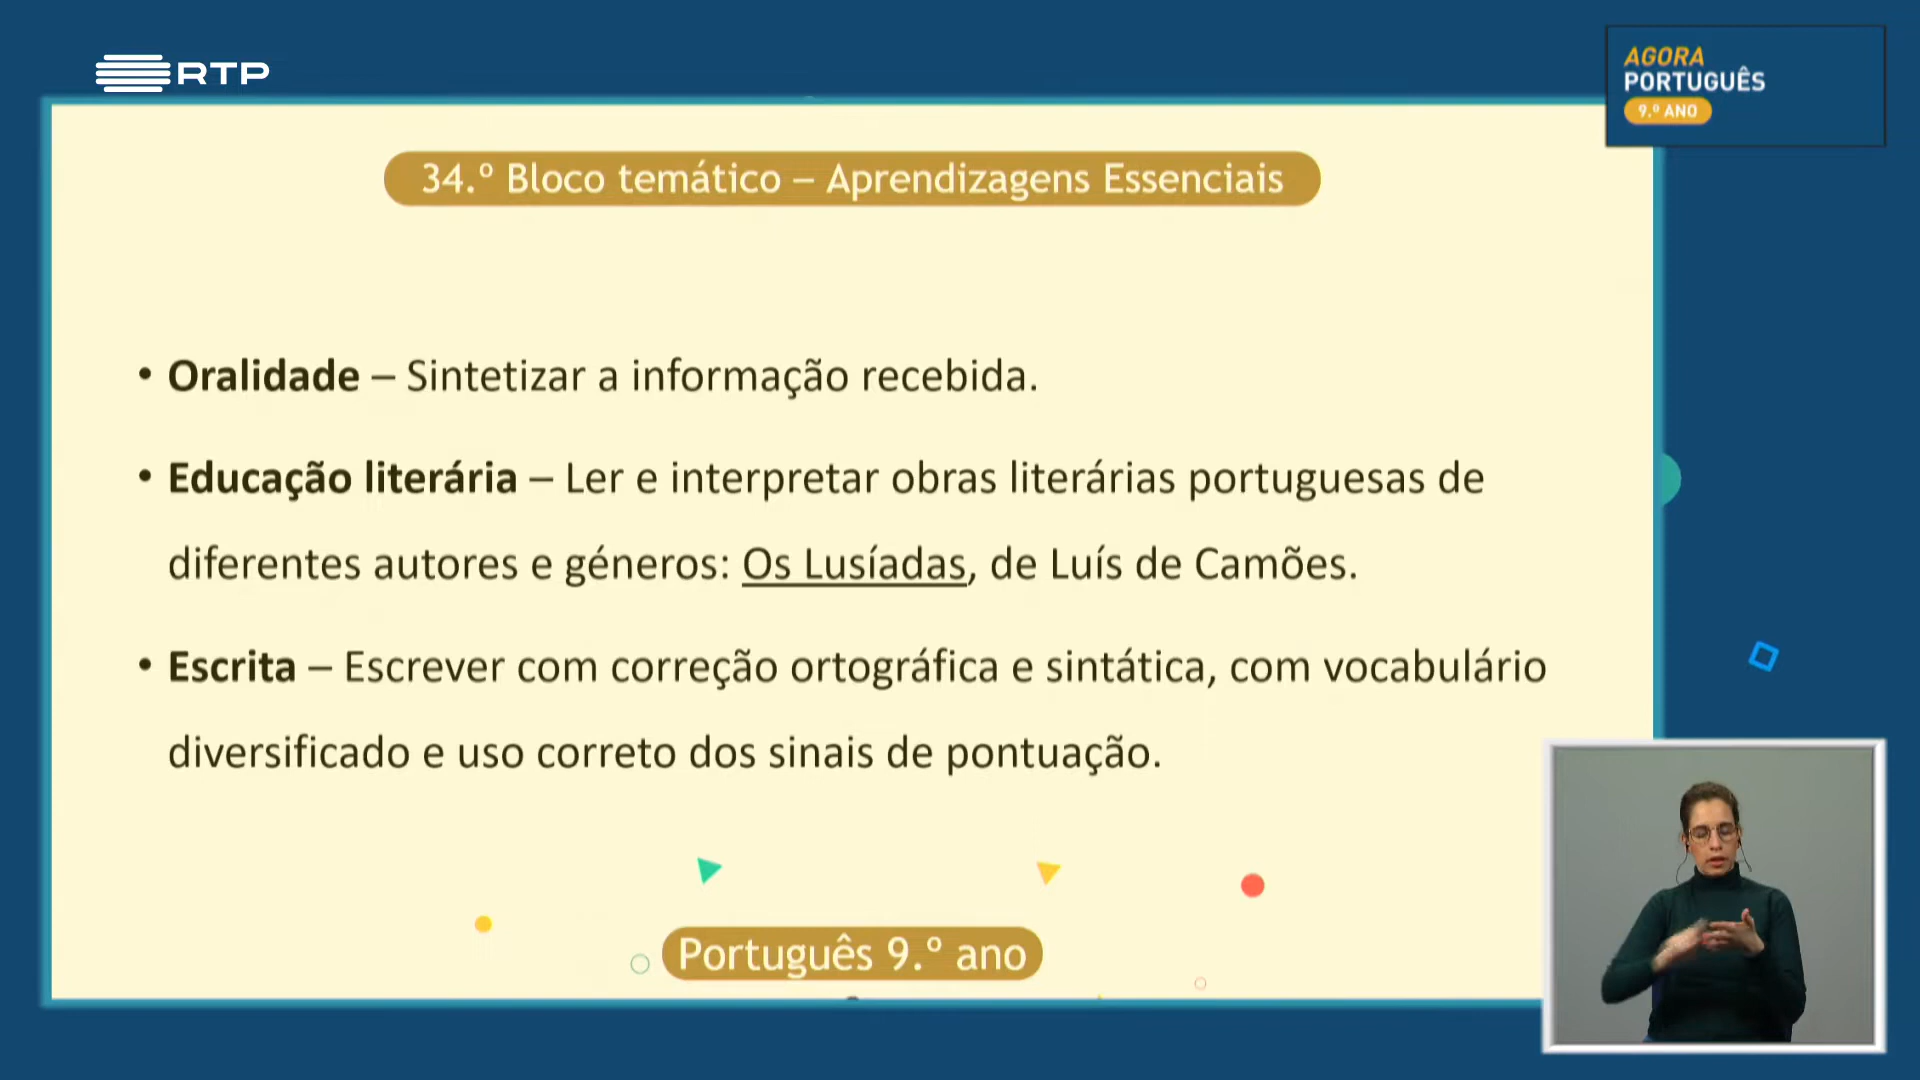 RTP
AGORA
PORTUGUÊS
9.º ANO
34.º Bloco temático – Aprendizagens Essenciais
• Oralidade – Sintetizar a informação recebida.
• Educação literária – Ler e interpretar obras literárias portuguesas de
diferentes autores e géneros: Os Lusíadas, de Luís de Camões.
• Escrita – Escrever com correção ortográfica e sintática, com vocabulário
diversificado e uso correto dos sinais de pontuação.
Português 9.º ano